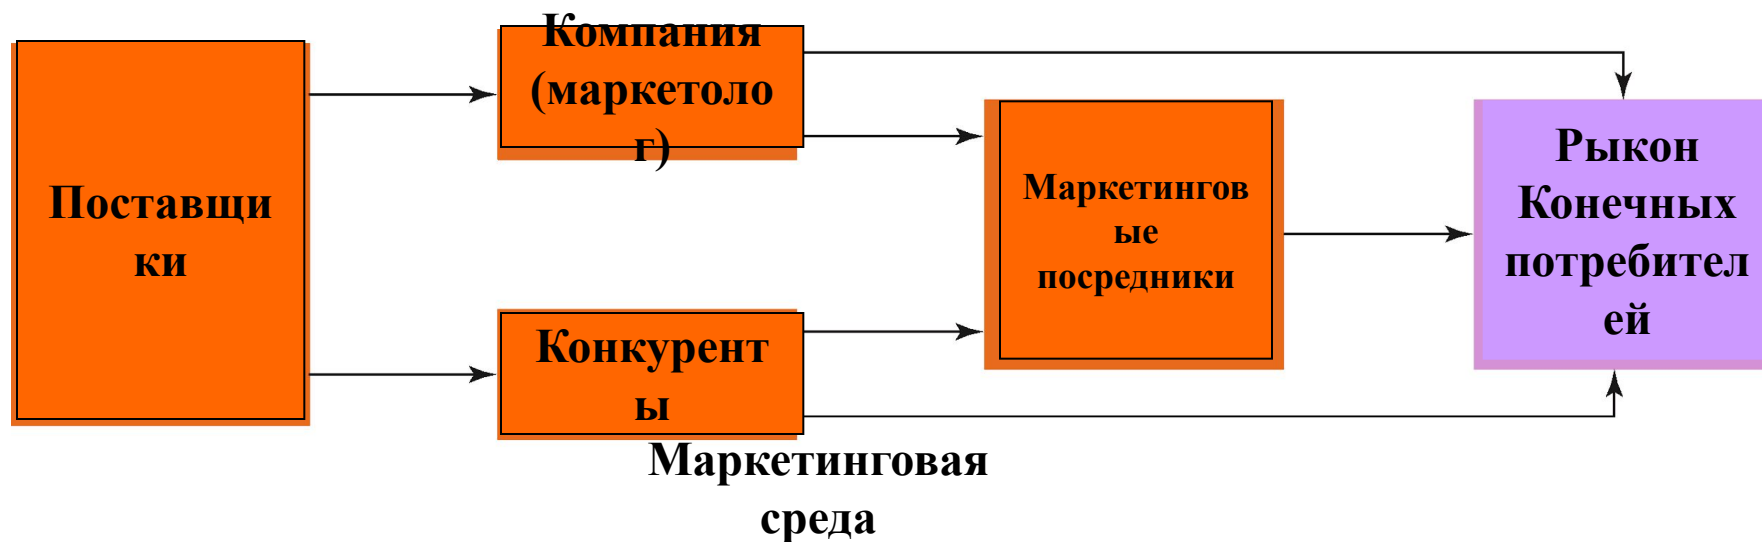 Поставщи
ки
Компания
(маркетоло
г)
Конкурент
ы
Маркетингов
ые
посредники
Рыкон
Конечных
потребител
ей
Маркетинговая
среда